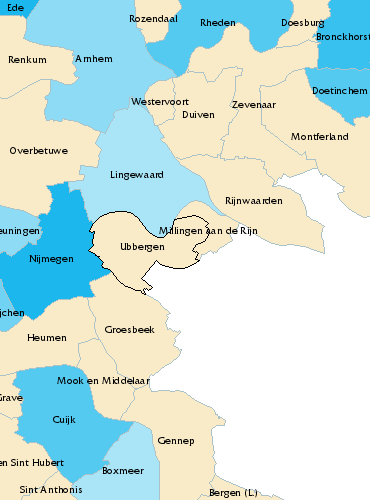 Ede
Rozendaal
Rheden
Doesburg
Bronckhorst
Renkum
Arnhem
Doetinchem
Westervoort
Duiven
Zevenaar
Montferland
Overbetuwe
Lingewaard
Rijnwaarden
euningen
Millingen aan de Rijn
Ubbergen
Nijmegen
ijchen
Groesbeek
Heumen
Mook en Middelaar
Grave
Cuijk
Gennep
en Sint Hubert
Boxmeer
Sint Anthonis
Bergen (L)